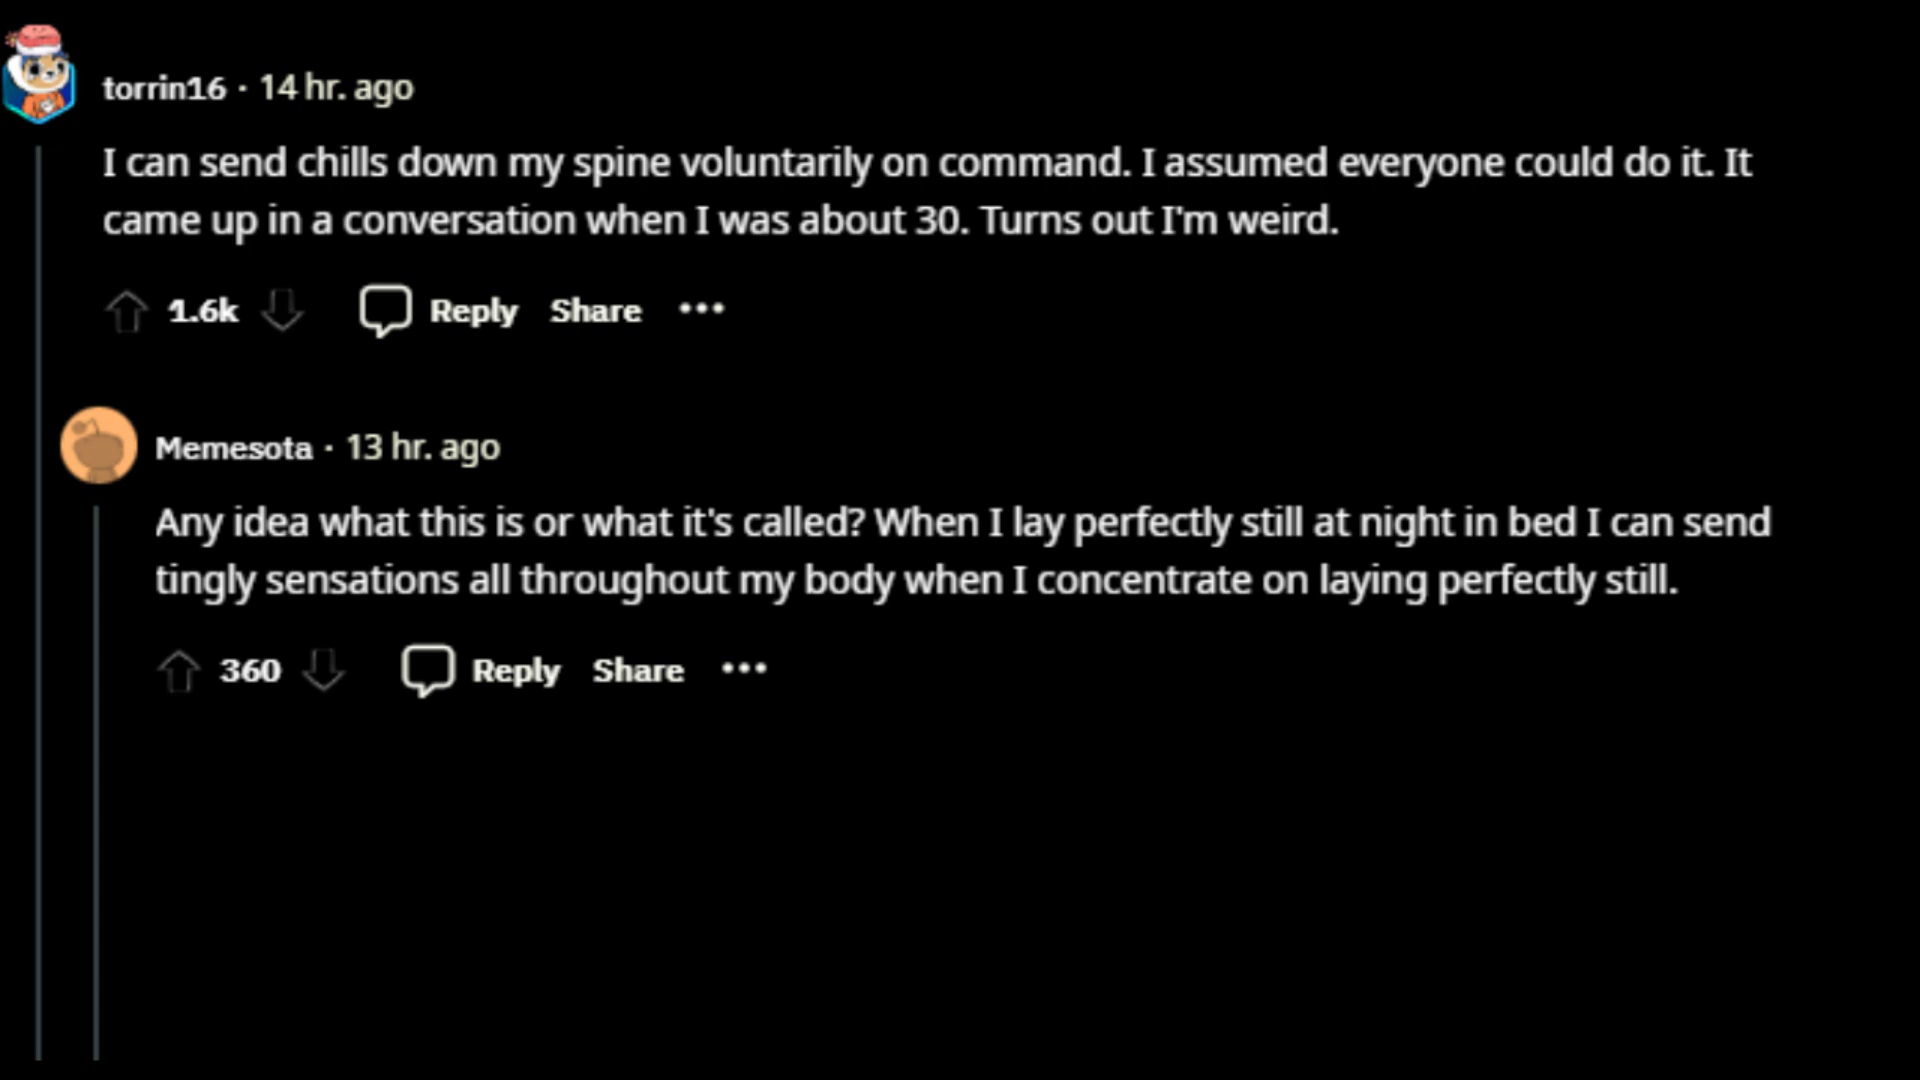 torrin16 · 14 hr. ago
I can send chills down my spine voluntarily on command. I assumed everyone could do it. It
came up in a conversation when I was about 30. Turns out I'm weird.
1.6k Reply Share •••
Memesota · 13 hr. ago
Any idea what this is or what it's called? When I lay perfectly still at night in bed I can send
tingly sensations all throughout my body when I concentrate on laying perfectly still.
360 Reply Share •••